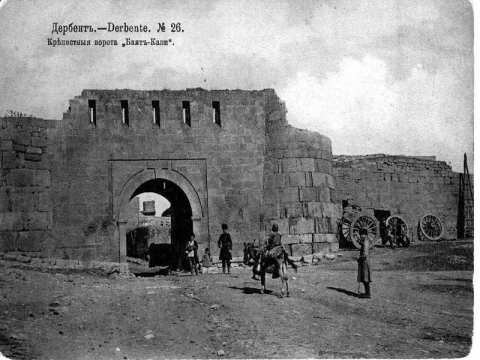 Дербентъ.—Derbente. № 26.
Крѣпостныя ворота „Баятъ-Капи“.